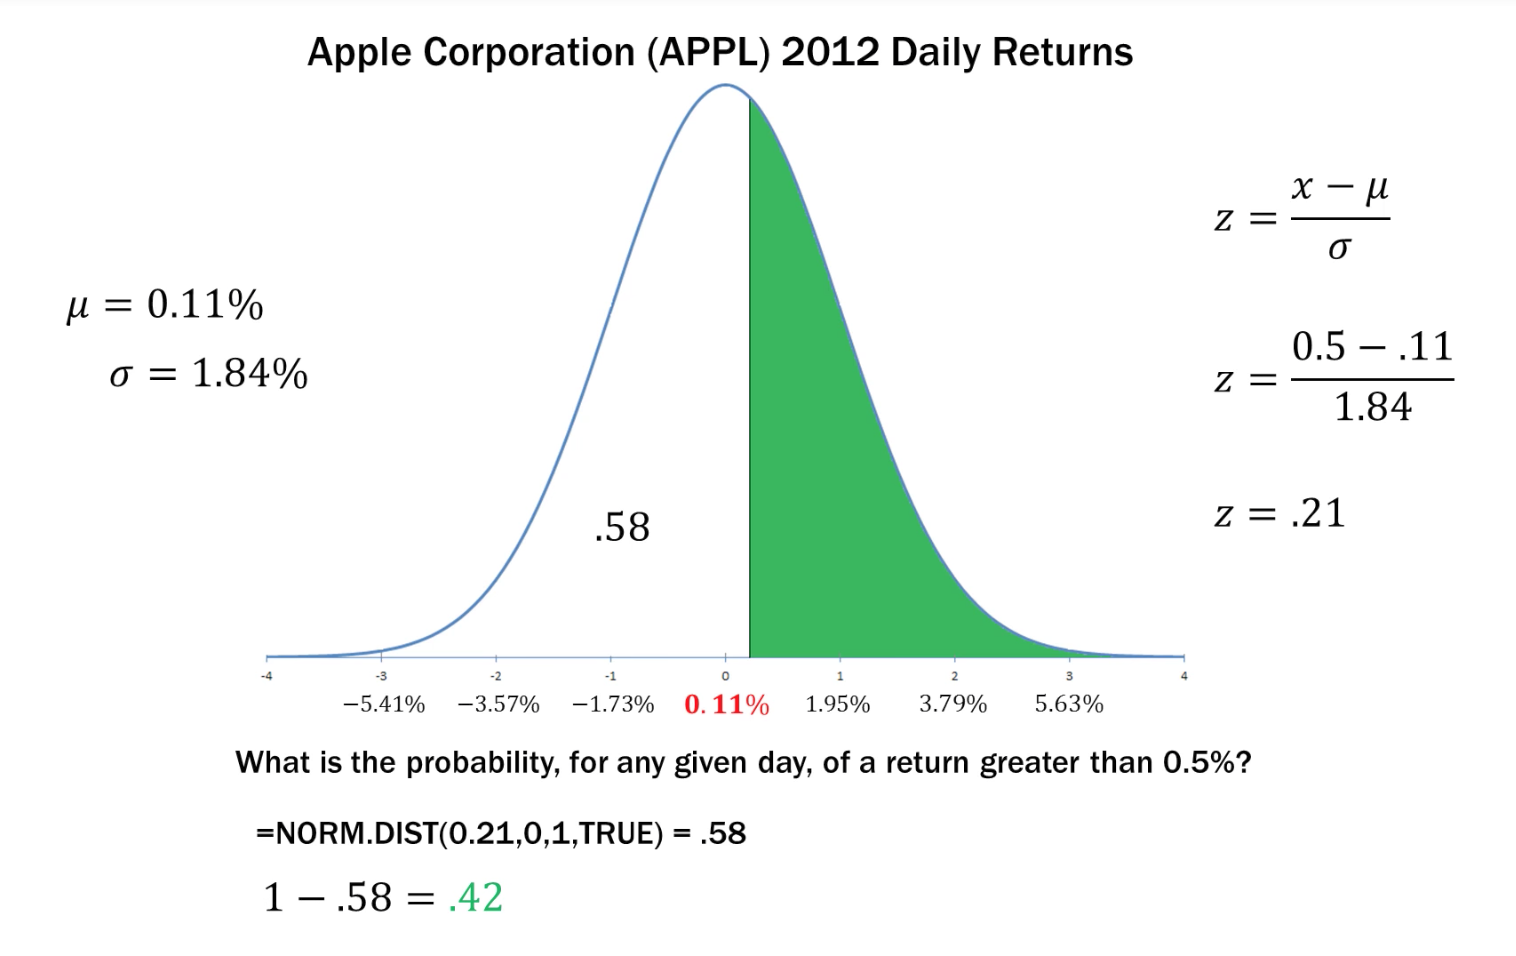 Apple Corporation (APPL) 2012 Daily Returns
z = (x − μ) / σ
μ = 0.11%
σ = 1.84%
z = (0.5 − .11) / 1.84
.58
z = .21
-4 -3 -2 -1 0 1 2 3 4
−5.41% −3.57% −1.73% 0.11% 1.95% 3.79% 5.63%
What is the probability, for any given day, of a return greater than 0.5%?
=NORM.DIST(0.21,0,1,TRUE) = .58
1 − .58 = .42